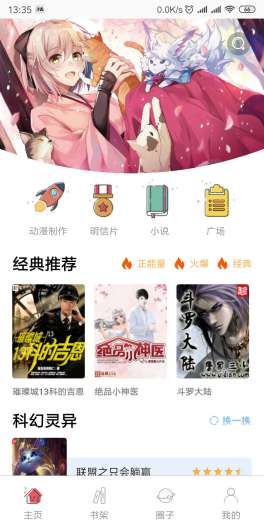 13:35
0.0K/s
66
动漫制作 明信片 小说 广场
经典推荐 正能量 火爆 经典
璀璨城
13科的吉恩
绝品小神医
斗罗大陆
璀璨城13科的吉恩 绝品小神医 斗罗大陆
科幻灵异 换一换
联盟之只会躺赢
主页 书架 圈子 我的